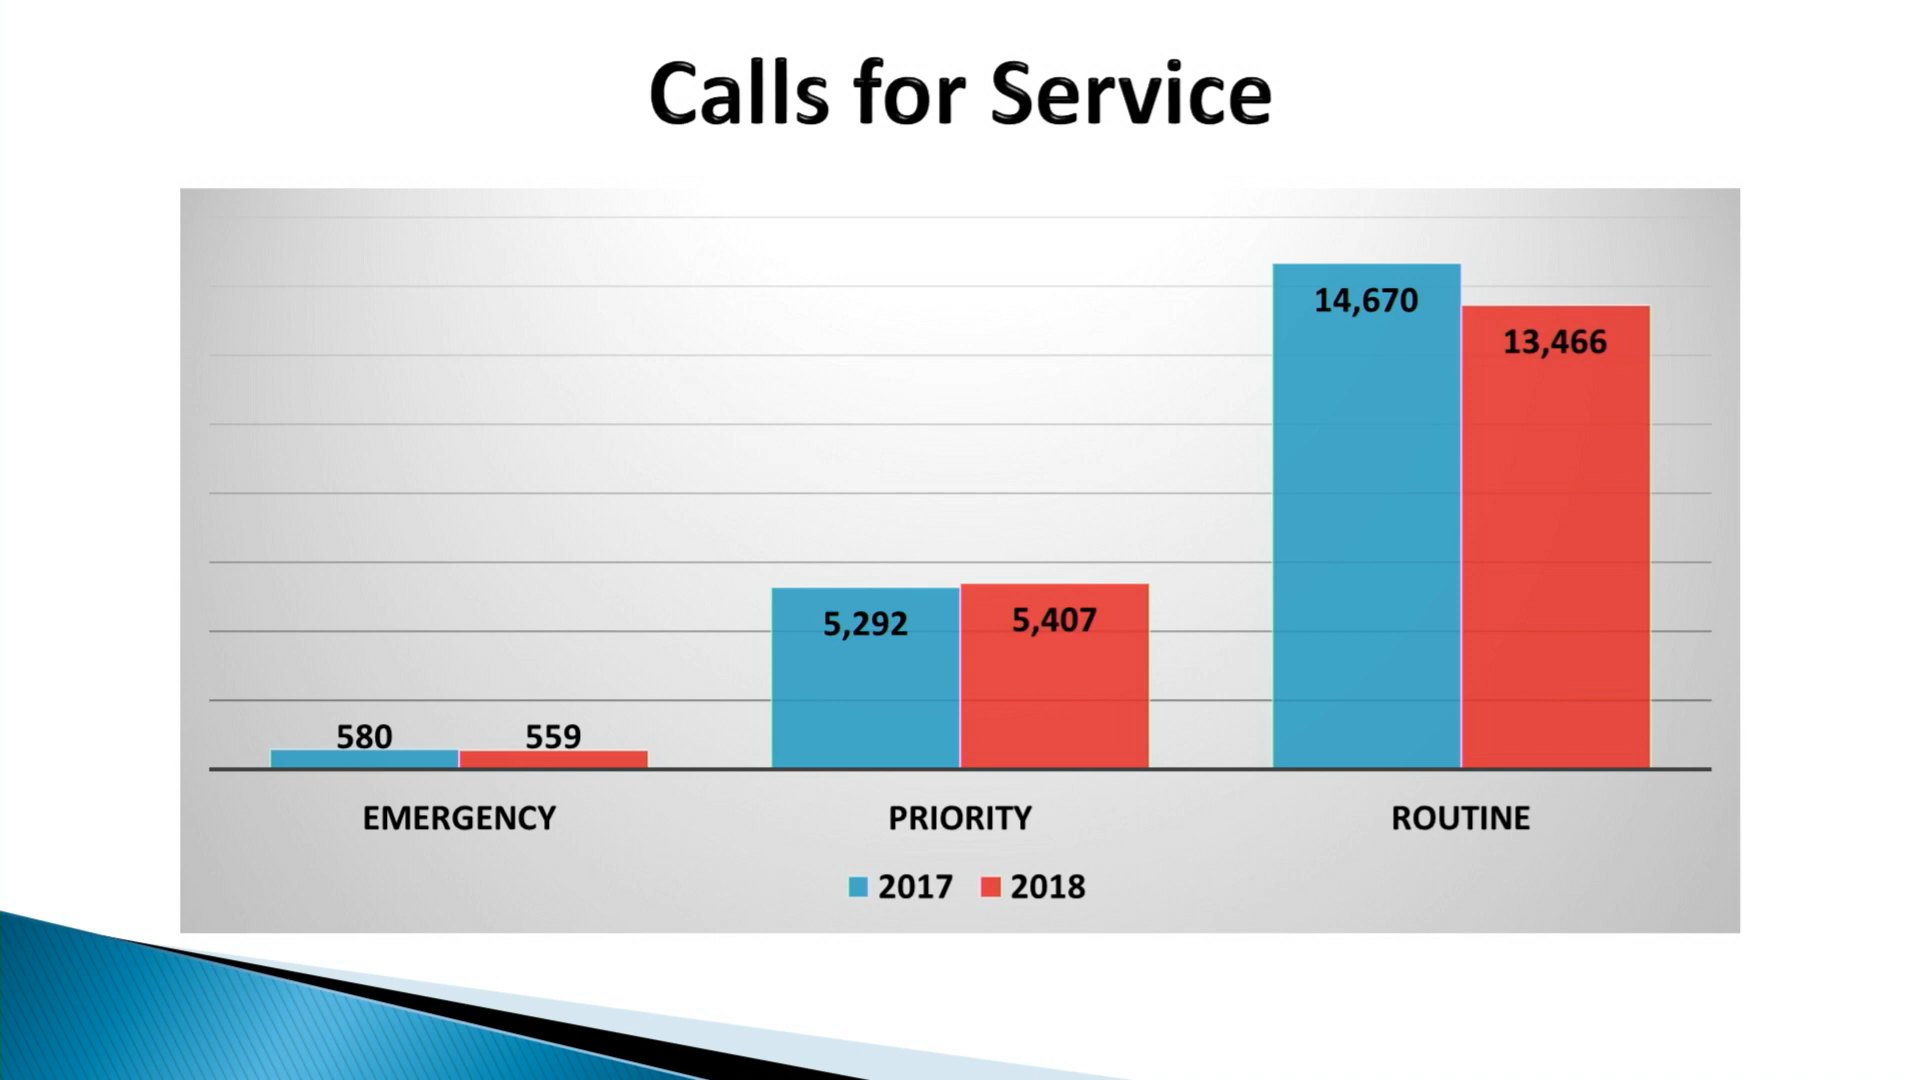 Calls for Service
14,670
13,466
5,292
5,407
580
559
EMERGENCY
PRIORITY
ROUTINE
2017
2018